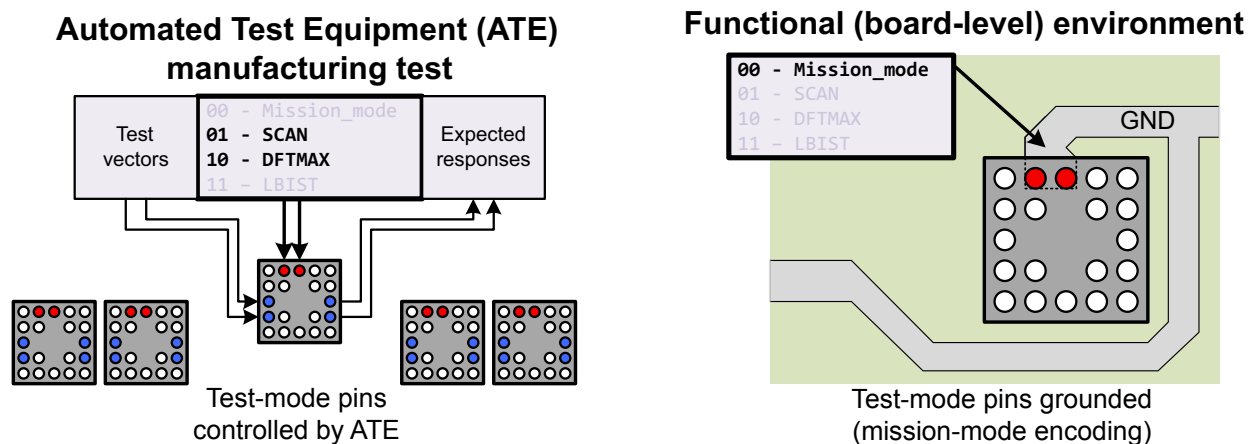 Automated Test Equipment (ATE)
manufacturing test
Test
vectors
00 - Mission_mode
01 - SCAN
10 - DFTMAX
11 – LBIST
Expected
responses
Test-mode pins
controlled by ATE
Functional (board-level) environment
00 - Mission_mode
01 - SCAN
10 - DFTMAX
11 – LBIST
GND
Test-mode pins grounded
(mission-mode encoding)